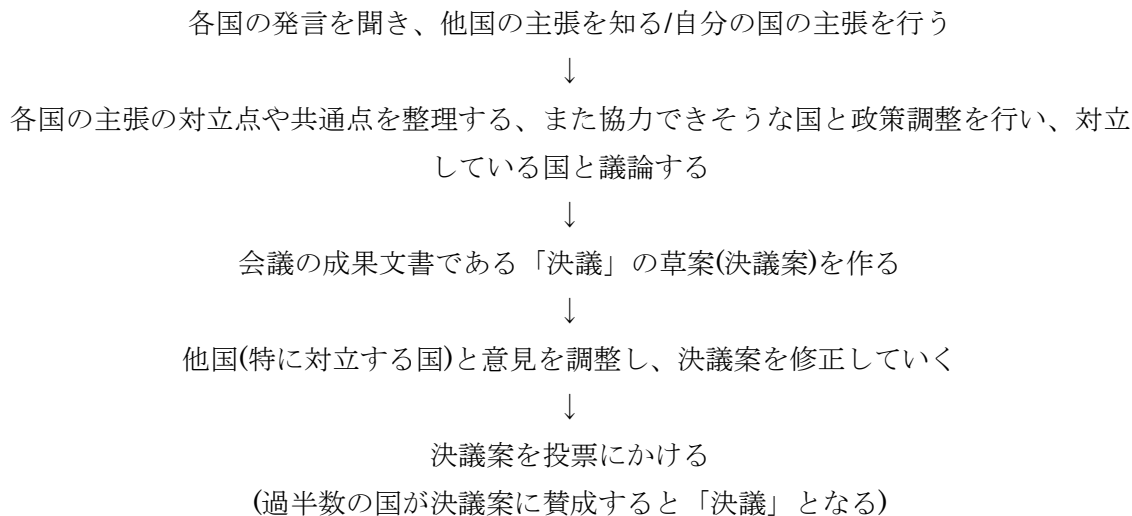 各国の発言を聞き、他国の主張を知る/自分の国の主張を行う
↓
各国の主張の対立点や共通点を整理する、また協力できそうな国と政策調整を行い、対立
している国と議論する
↓
会議の成果文書である「決議」の草案(決議案)を作る
↓
他国(特に対立する国)と意見を調整し、決議案を修正していく
↓
決議案を投票にかける
(過半数の国が決議案に賛成すると「決議」となる)